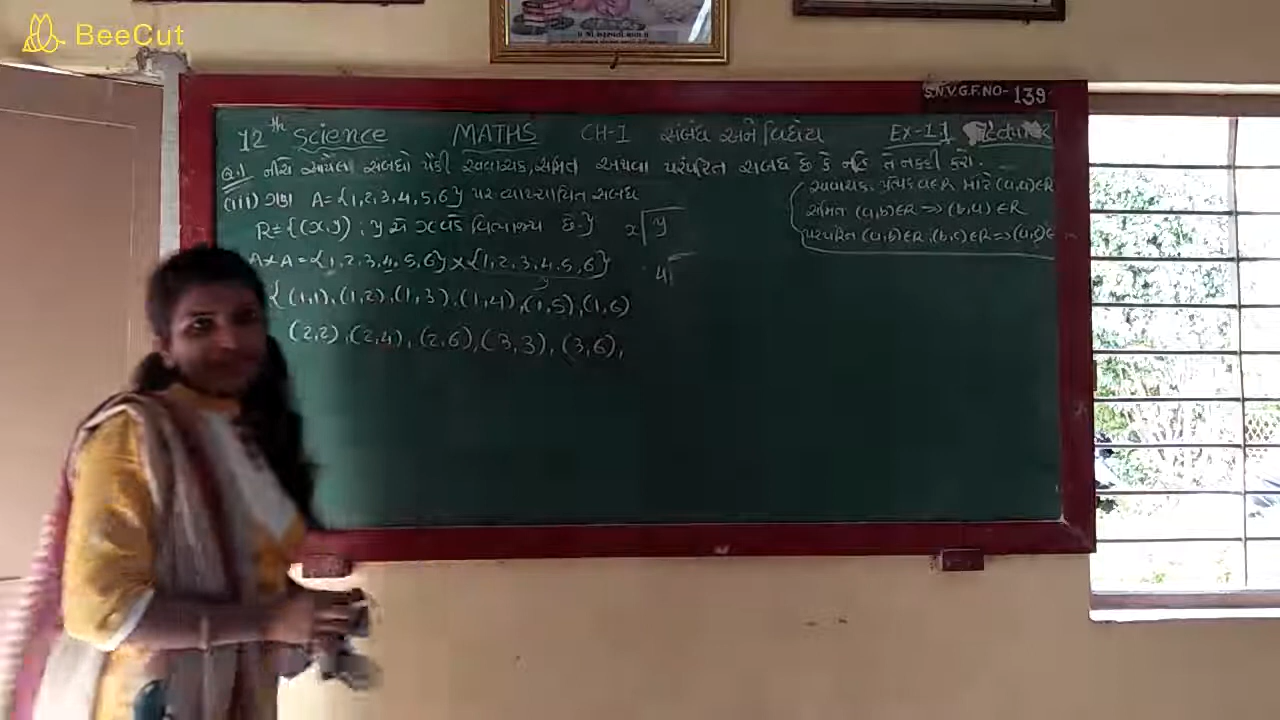 BeeCut
S.N.V.G.F.NO- 139
12th Science MATHS CH-1 સંબંધ અને વિધેય Ex-1.1
Q.1 નીચે આપેલા સંબંધો પૈકી સ્વવાચક, સંમિત અથવા પરંપરિત સંબંધ છે કે નહિ તે નક્કી કરો.
(iii) ગણ A={1,2,3,4,5,6} પર વ્યાખ્યાયિત સંબંધ
R={(x,y) : y એ x વડે વિભાજ્ય છે.} x y
A×A={1,2,3,4,5,6}×{1,2,3,4,5,6} 4
y
{(1,1),(1,2),(1,3),(1,4),(1,5),(1,6)
(2,2),(2,4),(2,6),(3,3),(3,6),
સ્વવાચક: પ્રત્યેક a∈R માટે (a,a)∈R
સંમિત (a,b)∈R ⇒ (b,a)∈R
પરંપરિત (a,b)∈R,(b,c)∈R⇒(a,c)∈